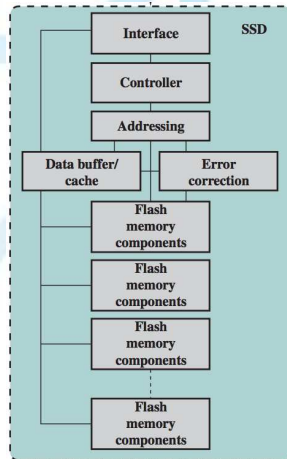 SSD
Interface
Controller
Addressing
Data buffer/
cache
Error
correction
Flash
memory
components
Flash
memory
components
Flash
memory
components
Flash
memory
components